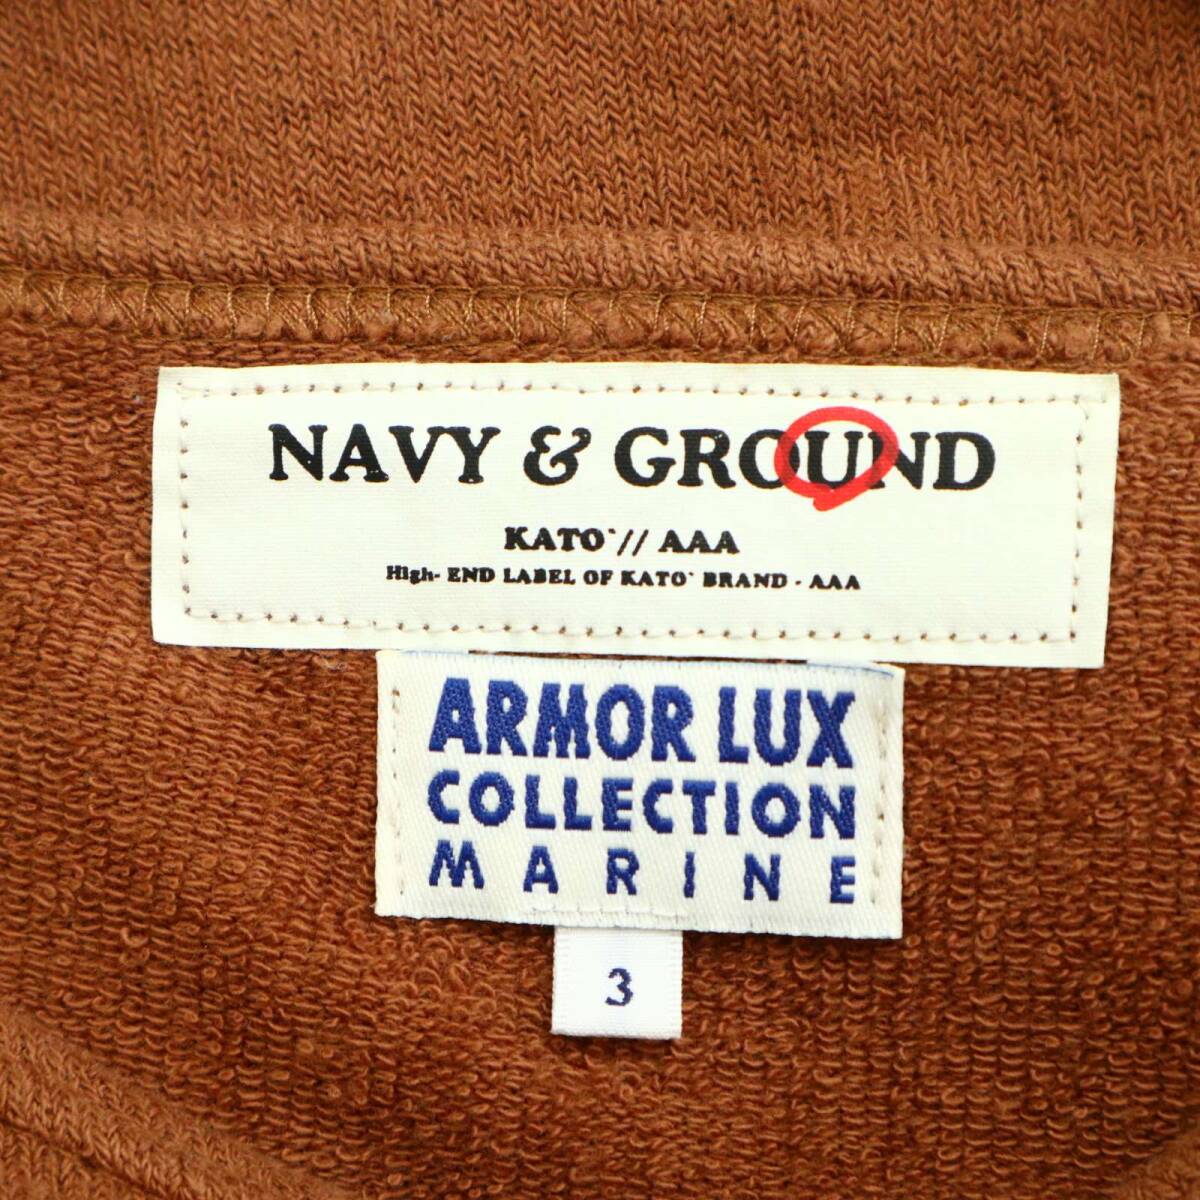 NAVY & GROUND
KATO`// AAA
High- END LABEL OF KATO` BRAND - AAA
ARMOR LUX
COLLECTION
MARINE
3